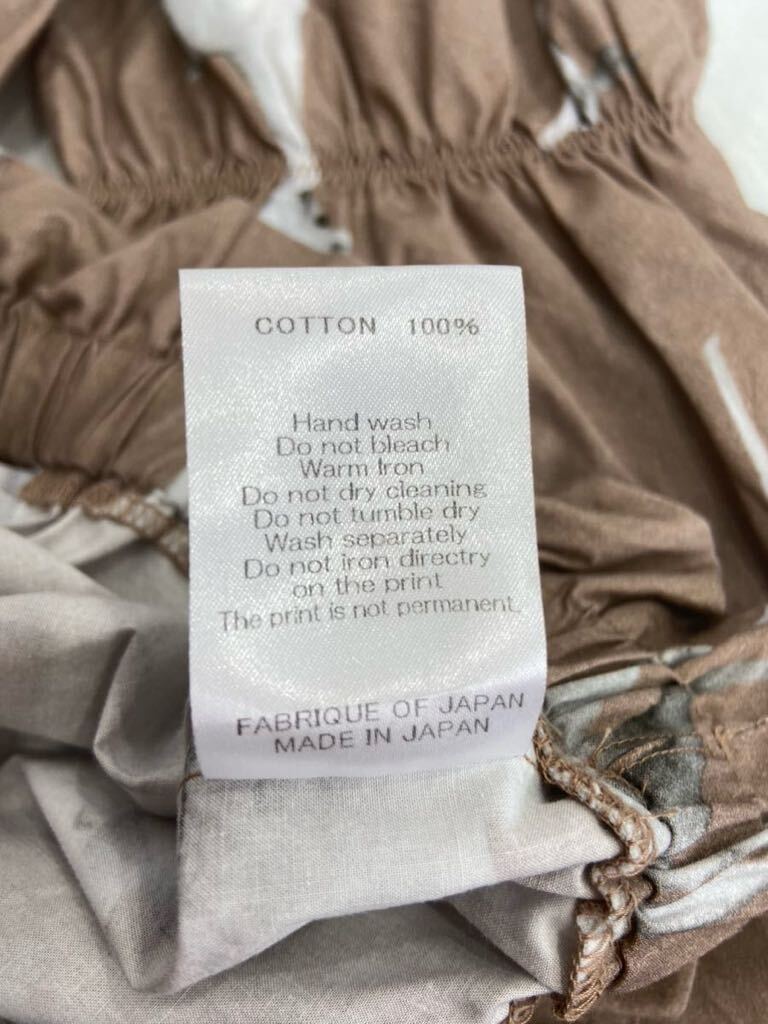 COTTON 100%
Hand wash
Do not bleach
Warm Iron
Do not dry cleaning
Do not tumble dry
Wash separately
Do not iron directry
on the print
The print is not permanent.
FABRIQUE OF JAPAN
MADE IN JAPAN